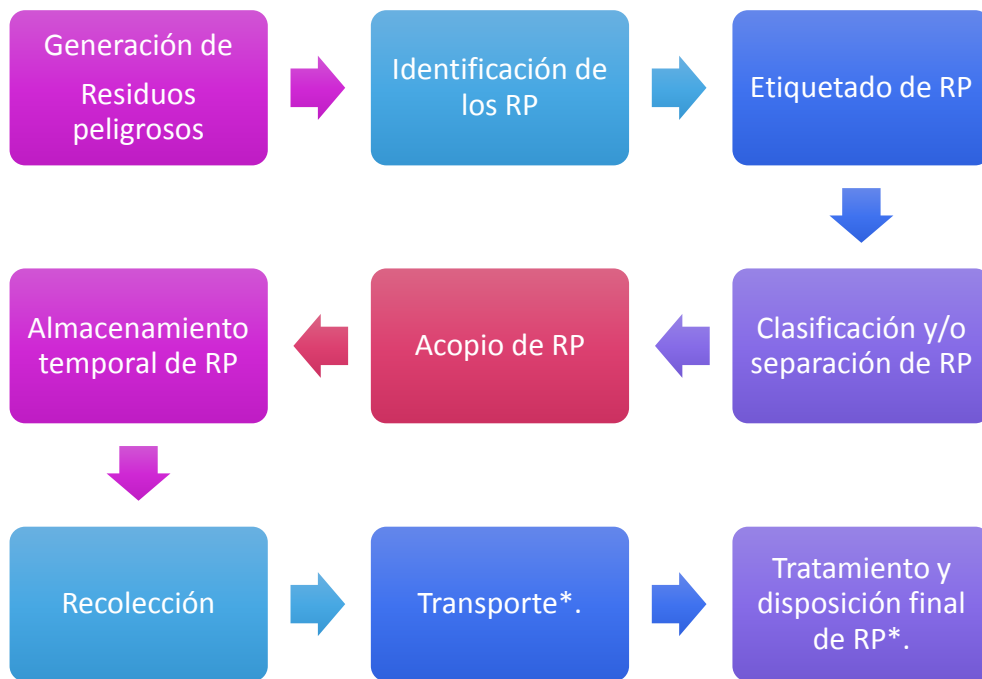 Generación de
Residuos
peligrosos
Identificación de
los RP
Etiquetado de RP
Clasificación y/o
separación de RP
Acopio de RP
Almacenamiento
temporal de RP
Recolección
Transporte*.
Tratamiento y
disposición final
de RP*.